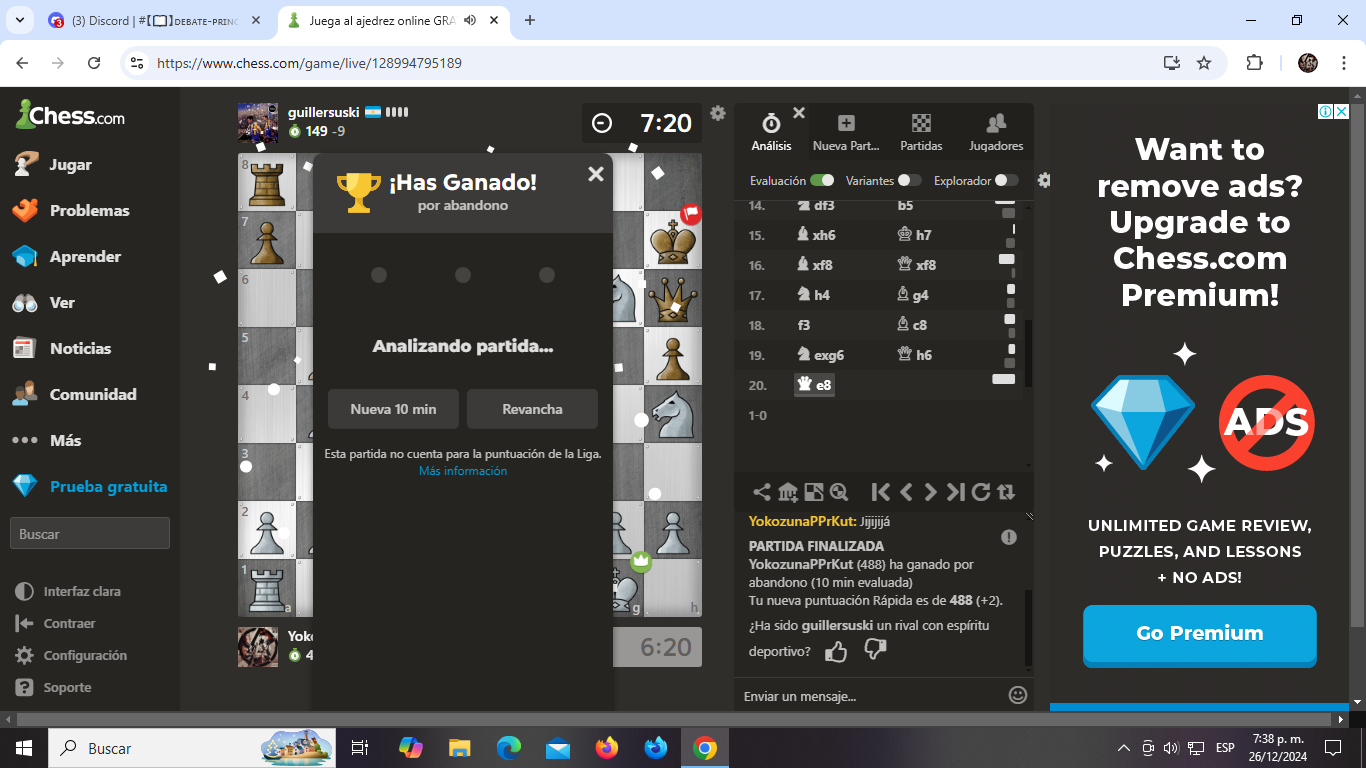 (3) Discord | #【📖】DEBATE-PRINC
Juega al ajedrez online GRA
https://www.chess.com/game/live/128994795189
Chess.com
Jugar
Problemas
Aprender
Ver
Noticias
Comunidad
Más
Prueba gratuita
Buscar
Interfaz clara
Contraer
Configuración
Soporte
guillersuski
149 -9
7:20
8
7
6
5
4
3
2
1
a
g
h
¡Has Ganado!
por abandono
Analizando partida...
Nueva 10 min
Revancha
Esta partida no cuenta para la puntuación de la Liga.
Más información
Yoko
4
6:20
Análisis
Nueva Part...
Partidas
Jugadores
Evaluación
Variantes
Explorador
14. df3 b5
15. xh6 h7
16. xf8 xf8
17. h4 g4
18. f3 c8
19. exg6 h6
20. e8
1-0
YokozunaPPrKut: Jijijijá
PARTIDA FINALIZADA
YokozunaPPrKut (488) ha ganado por
abandono (10 min evaluada)
Tu nueva puntuación Rápida es de 488 (+2).
¿Ha sido guillersuski un rival con espíritu
deportivo?
Enviar un mensaje...
Want to
remove ads?
Upgrade to
Chess.com
Premium!
ADS
UNLIMITED GAME REVIEW,
PUZZLES, AND LESSONS
+ NO ADS!
Go Premium
Buscar
ESP
7:38 p. m.
26/12/2024